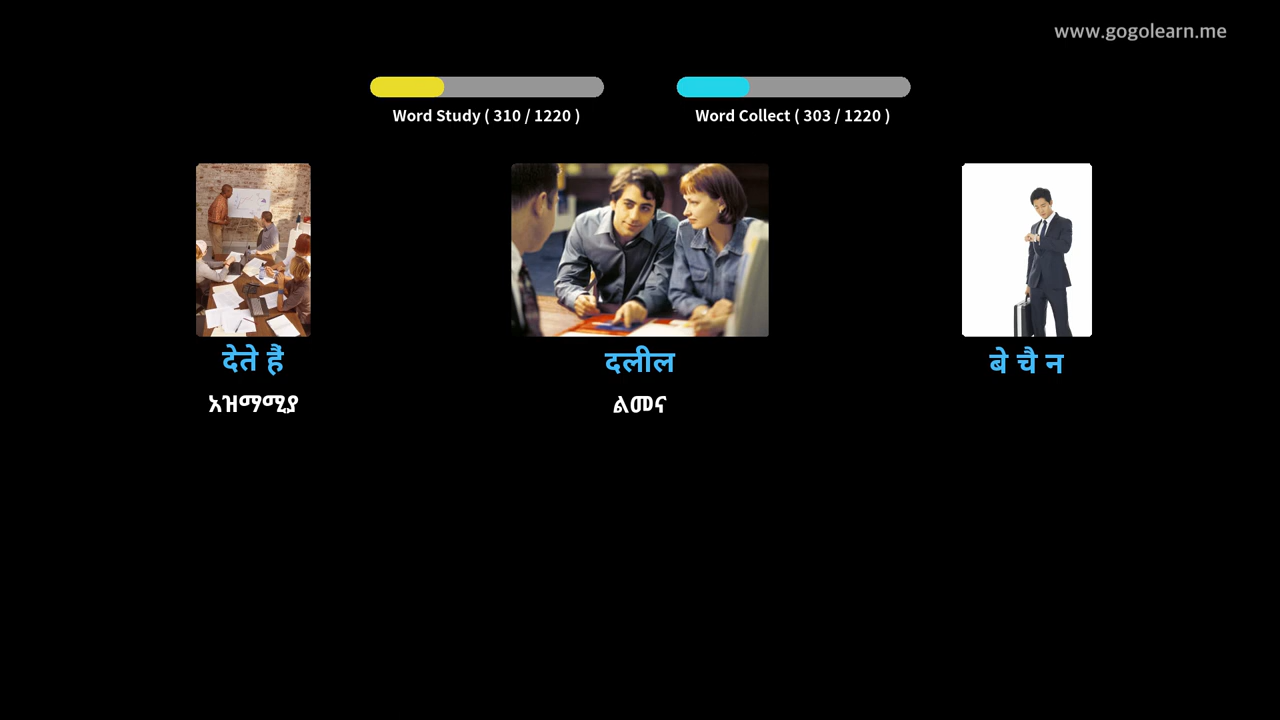 www.gogolearn.me
Word Study ( 310 / 1220 )
Word Collect ( 303 / 1220 )
देते हैं
दलील
बे चै न
አዝማሚያ
ልመና